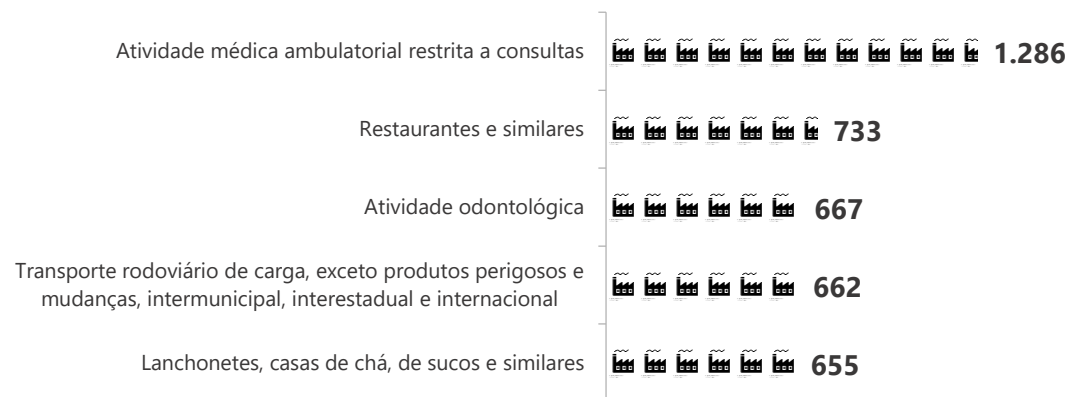 Atividade médica ambulatorial restrita a consultas 1.286
Restaurantes e similares 733
Atividade odontológica 667
Transporte rodoviário de carga, exceto produtos perigosos e
mudanças, intermunicipal, interestadual e internacional 662
Lanchonetes, casas de chá, de sucos e similares 655